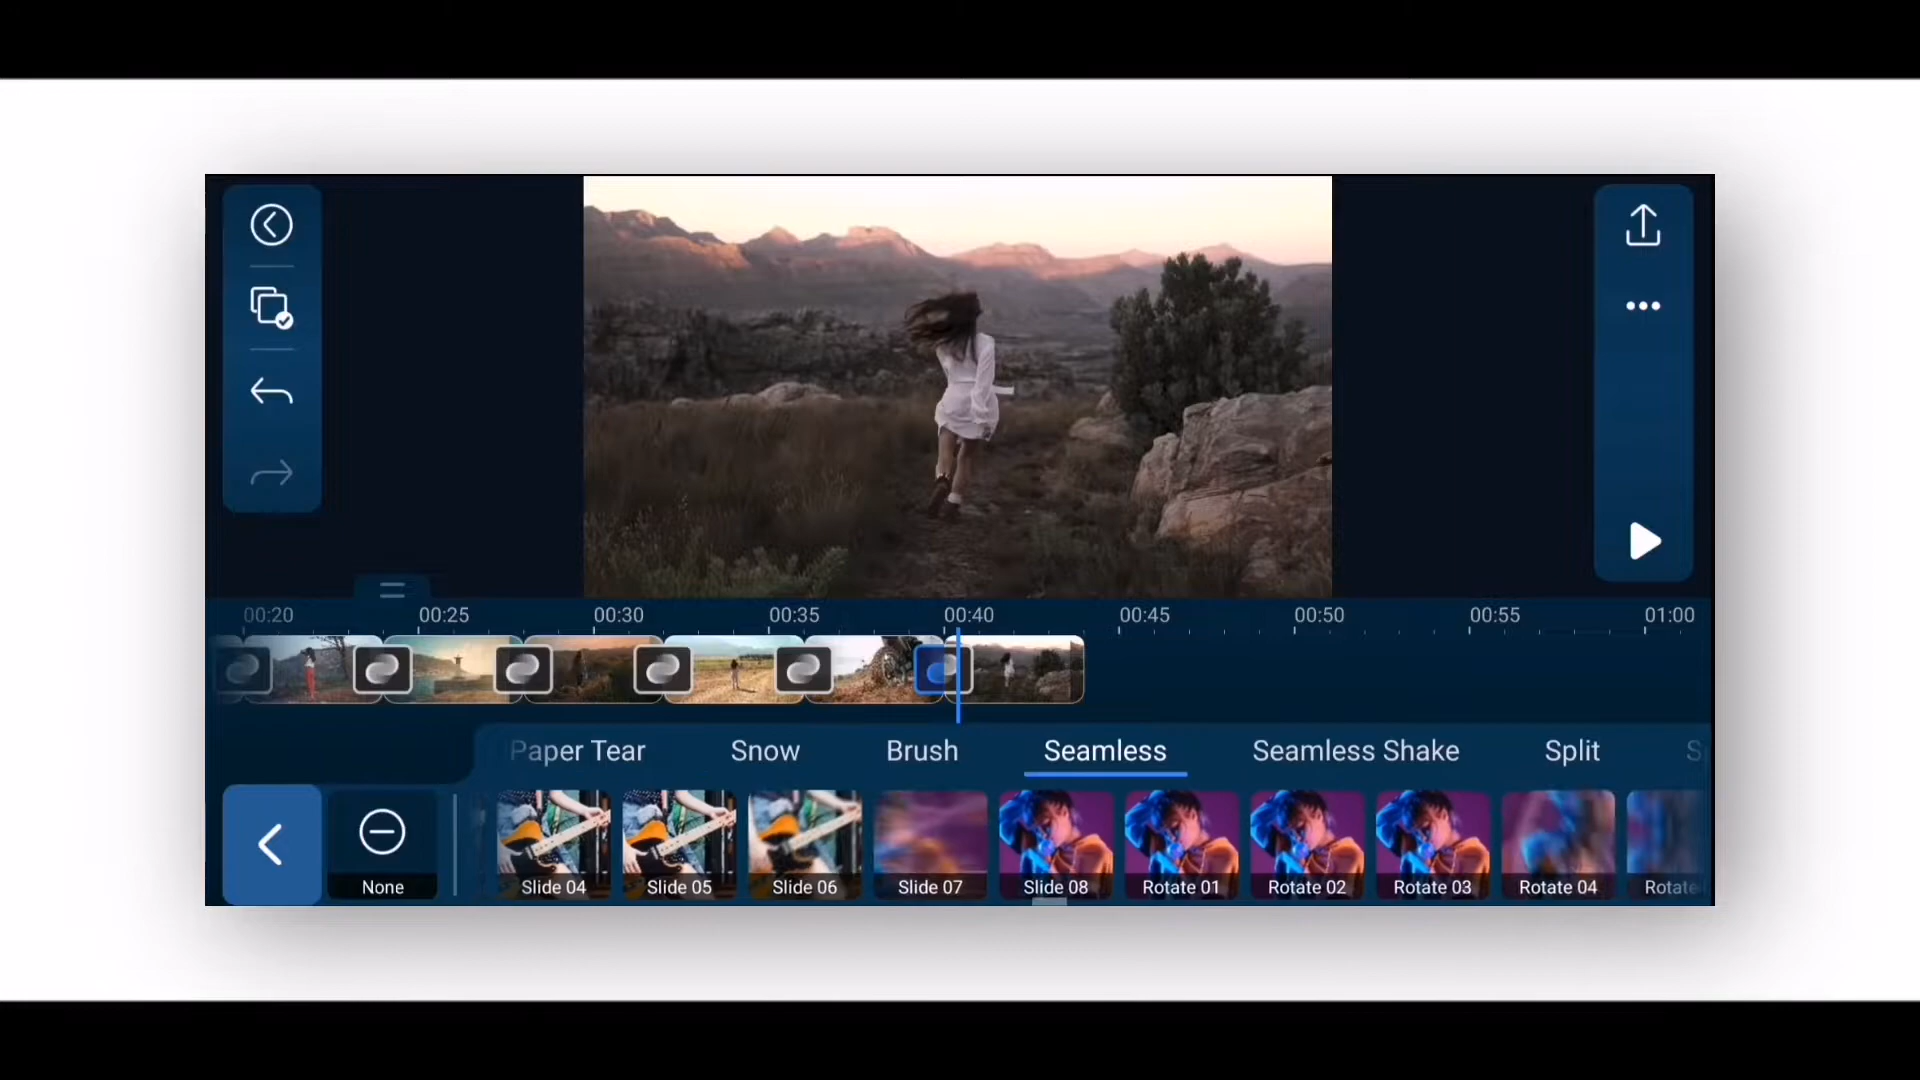 00:20 00:25 00:30 00:35 00:40 00:45 00:50 00:55 01:00
Paper Tear Snow Brush Seamless Seamless Shake Split
None Slide 04 Slide 05 Slide 06 Slide 07 Slide 08 Rotate 01 Rotate 02 Rotate 03 Rotate 04 Rotate